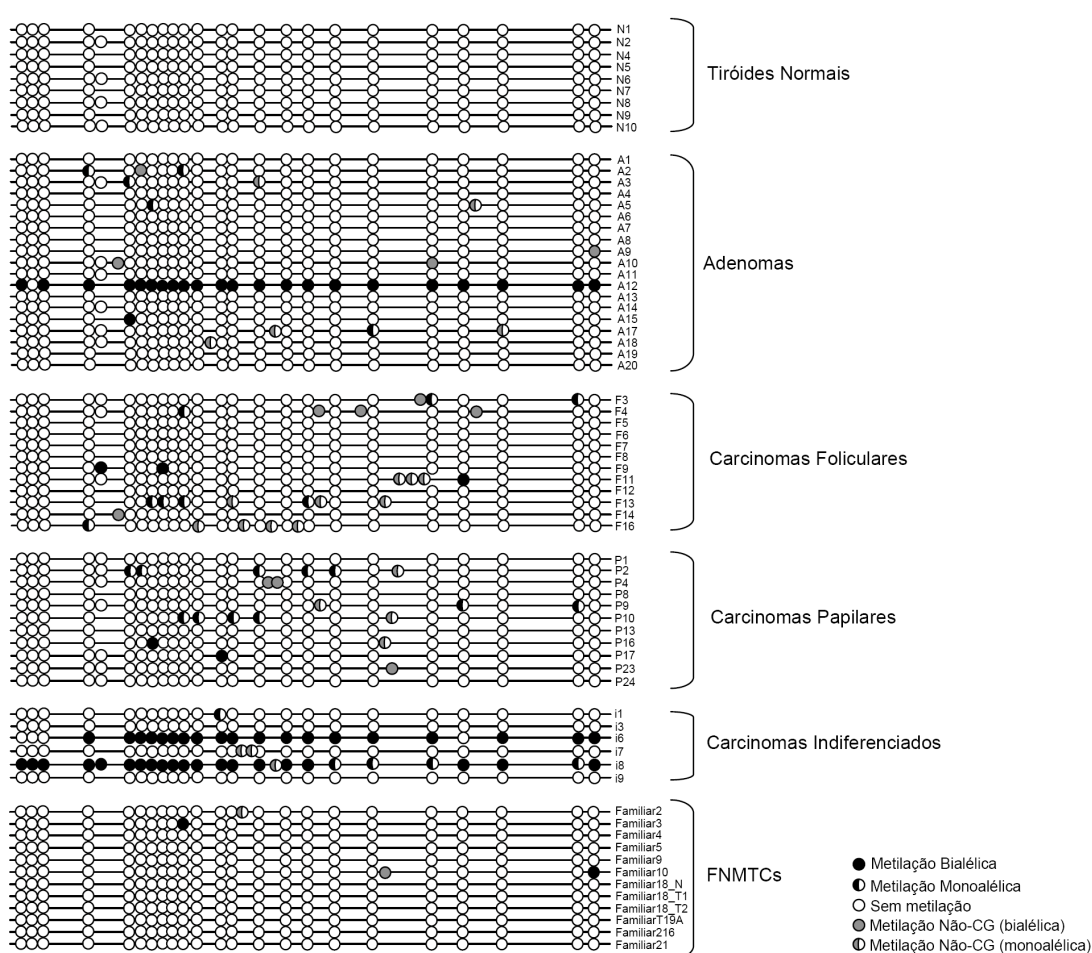 N1
N2
N4
N5
N6
N7
N8
N9
N10
Tiróides Normais
A1
A2
A3
A4
A5
A6
A7
A8
A9
A10
A11
A12
A13
A14
A15
A17
A18
A19
A20
Adenomas
F3
F4
F5
F6
F7
F8
F9
F11
F12
F13
F14
F16
Carcinomas Foliculares
P1
P2
P4
P8
P9
P10
P13
P16
P17
P23
P24
Carcinomas Papilares
i1
i3
i6
i7
i8
i9
Carcinomas Indiferenciados
Familiar2
Familiar3
Familiar4
Familiar5
Familiar9
Familiar10
Familiar18_N
Familiar18_T1
Familiar18_T2
FamiliarT19A
Familiar216
Familiar21
FNMTCs
Metilação Bialélica
Metilação Monoalélica
Sem metilação
Metilação Não-CG (bialélica)
Metilação Não-CG (monoalélica)